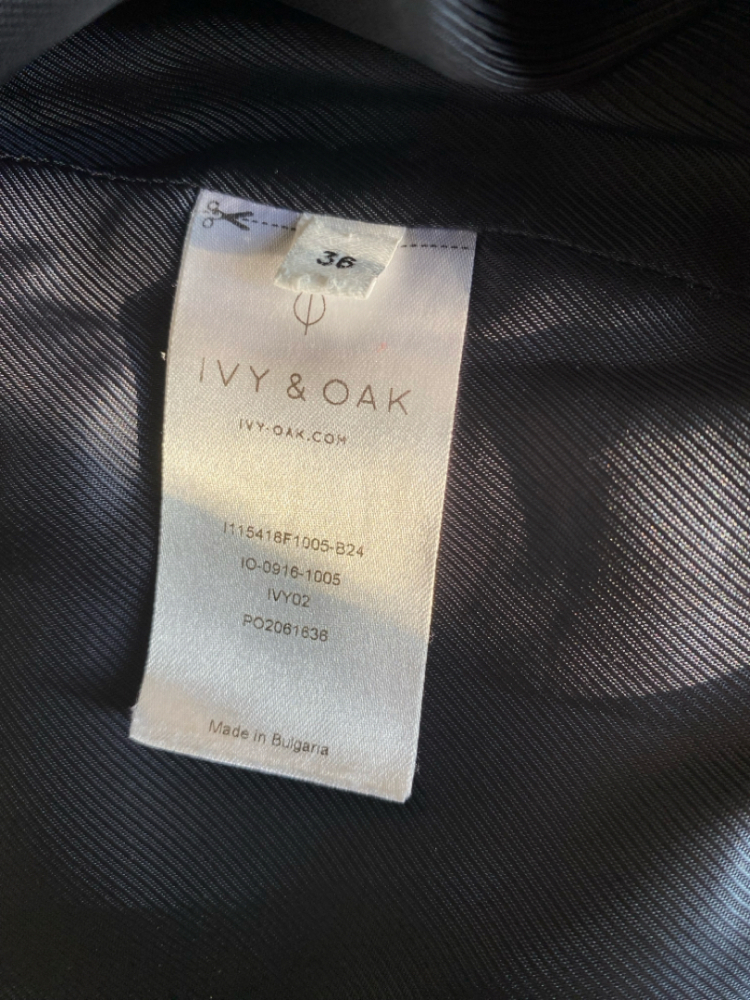 36
IVY & OAK
IVY-OAK.COM
I115416F1005-B24
IO-0916-1005
IVY02
PO2061636
Made in Bulgaria